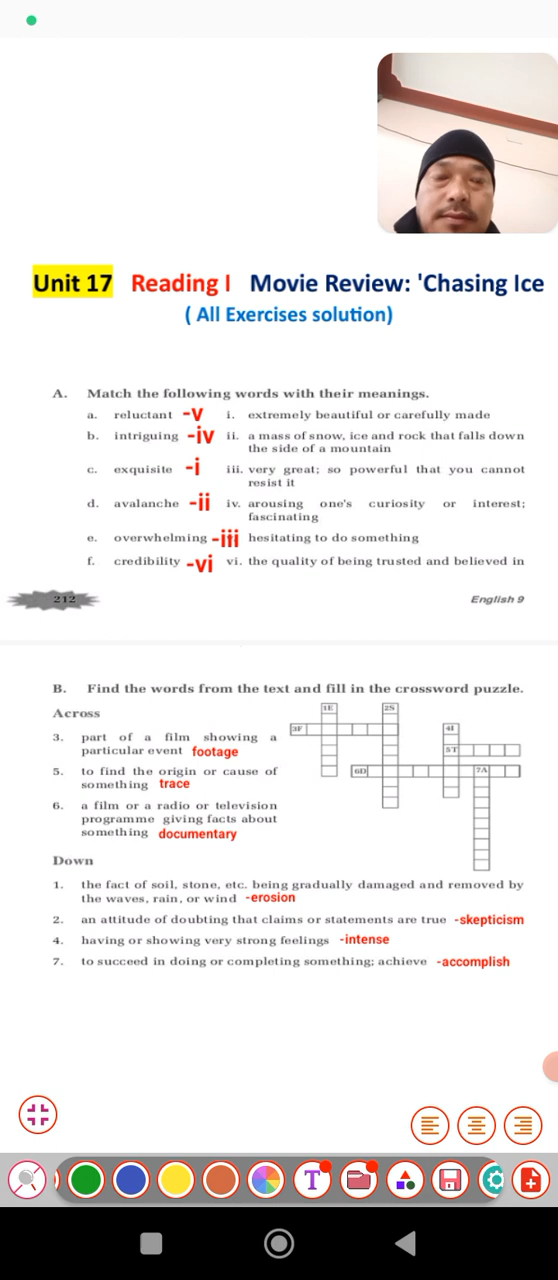 Unit 17 Reading I Movie Review: 'Chasing Ice
( All Exercises solution)
A. Match the following words with their meanings.
a. reluctant -v i. extremely beautiful or carefully made
b. intriguing -iv ii. a mass of snow, ice and rock that falls down
the side of a mountain
c. exquisite -i iii. very great; so powerful that you cannot
resist it
d. avalanche -ii iv. arousing one's curiosity or interest;
fascinating
e. overwhelming -iii hesitating to do something
f. credibility -vi vi. the quality of being trusted and believed in
212 English 9
B. Find the words from the text and fill in the crossword puzzle.
Across
3. part of a film showing a
particular event footage
5. to find the origin or cause of
something trace
6. a film or a radio or television
programme giving facts about
something documentary
1E 2S
3F 4I
5T
6D 7A
Down
1. the fact of soil, stone, etc. being gradually damaged and removed by
the waves, rain, or wind -erosion
2. an attitude of doubting that claims or statements are true -skepticism
4. having or showing very strong feelings -intense
7. to succeed in doing or completing something; achieve -accomplish
T